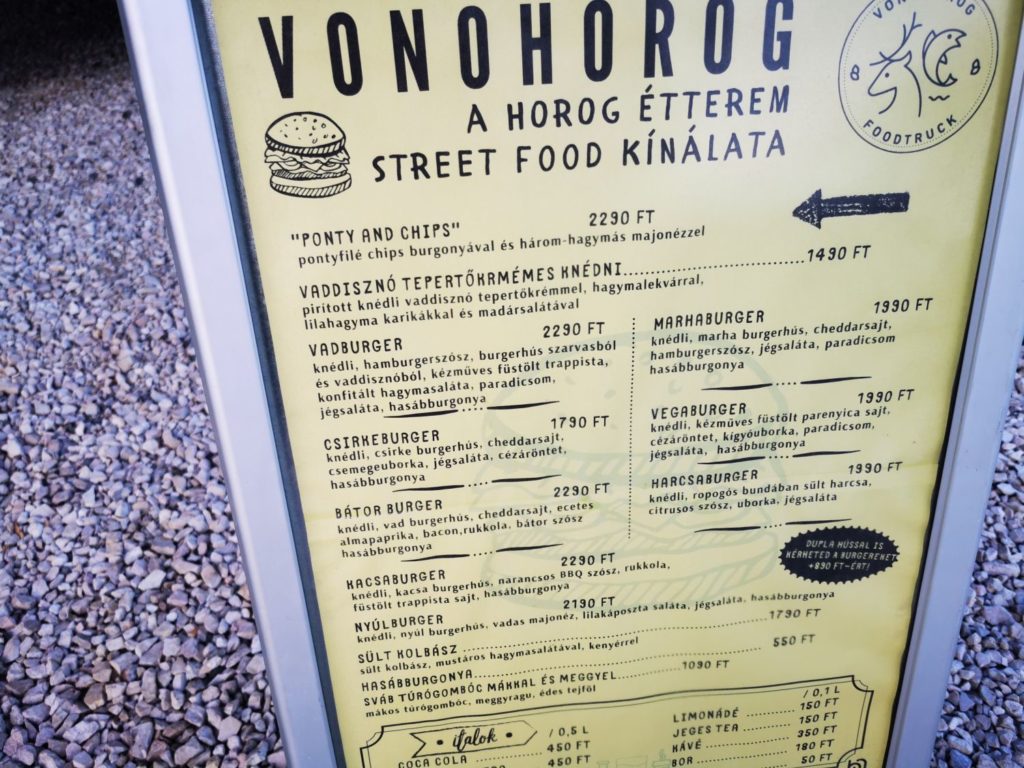 VONOHOROG
A HOROG ÉTTEREM
STREET FOOD KÍNÁLATA
FOODTRUCK
8 8
"PONTY AND CHIPS" 2290 FT
pontyfilé chips burgonyával és három-hagymás majonézzel
VADDISZNÓ TEPERTŐKRMÉMES KNÉDNI..............................1490 FT
pirított knédli vaddisznó tepertőkrémmel, hagymalekvárral,
lilahagyma karikákkal és madársalátával
VADBURGER 2290 FT
knédli, hamburgerszósz, burgerhús szarvasból
és vaddisznóból, kézműves füstölt trappista,
konfitált hagymasaláta, paradicsom,
jégsaláta, hasábburgonya
CSIRKEBURGER 1790 FT
knédli, csirke burgerhús, cheddarsajt,
csemegeuborka, jégsaláta, cézáröntet,
hasábburgonya
BÁTOR BURGER 2290 FT
knédli, vad burgerhús, cheddarsajt, ecetes
almapaprika, bacon,rukkola, bátor szósz
hasábburgonya
MARHABURGER 1990 FT
knédli, marha burgerhús, cheddarsajt,
hamburgerszósz, jégsaláta, paradicsom
hasábburgonya
VEGABURGER 1990 FT
knédli, kézműves füstölt parenyica sajt,
cézáröntet, kígyóuborka, paradicsom,
jégsaláta, hasábburgonya
HARCSABURGER 1990 FT
knédli, ropogós bundában sült harcsa,
citrusos szósz, uborka, jégsaláta
DUPLA HÚSSAL IS
KÉRHETED A BURGEREKET
+890 FT-ÉRT!
KACSABURGER 2290 FT
knédli, kacsa burgerhús, narancsos BBQ szósz, rukkola,
füstölt trappista sajt, hasábburgonya
NYÚLBURGER 2190 FT
knédli, nyúl burgerhús, vadas majonéz, lilakáposzta saláta, jégsaláta, hasábburgonya
SÜLT KOLBÁSZ ..............................1790 FT
sült kolbász, mustáros hagymasalátával, kenyérrel
HASÁBBURGONYA.............................. 550 FT
SVÁB TÚRÓGOMBÓC MÁKKAL ÉS MEGGYEL..............1090 FT
mákos túrógombóc, meggyragu, édes tejföl
italok / 0,5 L
COCA COLA .............. 450 FT
450 FT
/ 0,1 L
LIMONÁDÉ .............. 150 FT
JEGES TEA .............. 150 FT
KÁVÉ .............. 350 FT
BOR .............. 180 FT
50 FT